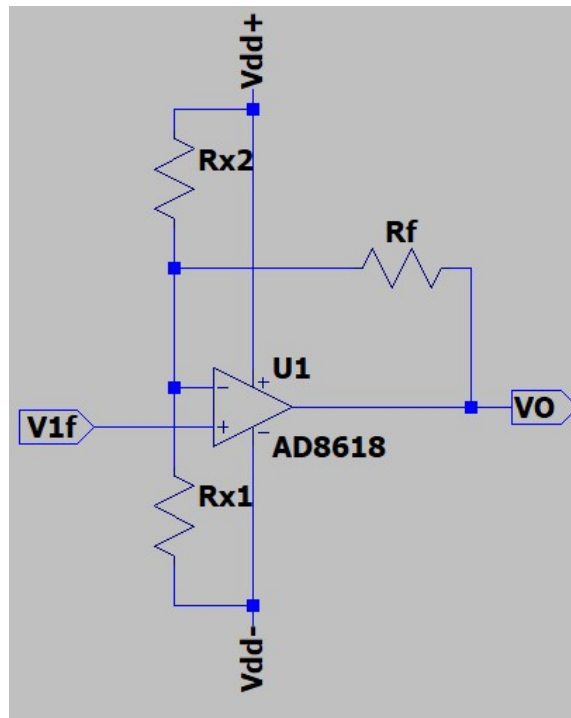 Vdd+
Rx2
Rf
U1
V1f
VO
AD8618
Rx1
Vdd-